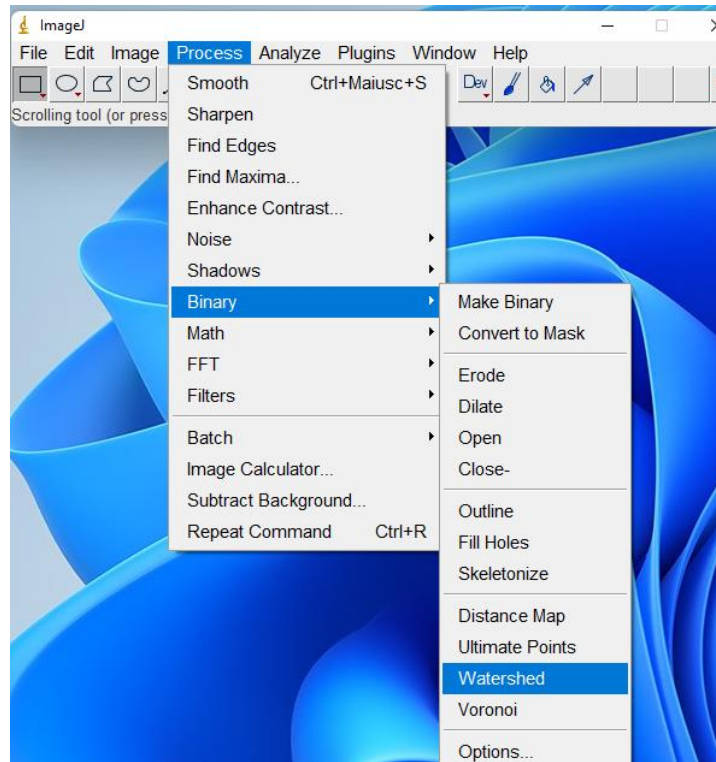 ImageJ
File Edit Image Process Analyze Plugins Window Help
Dev
Scrolling tool (or press
Smooth Ctrl+Maiusc+S
Sharpen
Find Edges
Find Maxima...
Enhance Contrast...
Noise
Shadows
Binary
Math
FFT
Filters
Batch
Image Calculator...
Subtract Background...
Repeat Command Ctrl+R
Make Binary
Convert to Mask
Erode
Dilate
Open
Close-
Outline
Fill Holes
Skeletonize
Distance Map
Ultimate Points
Watershed
Voronoi
Options...